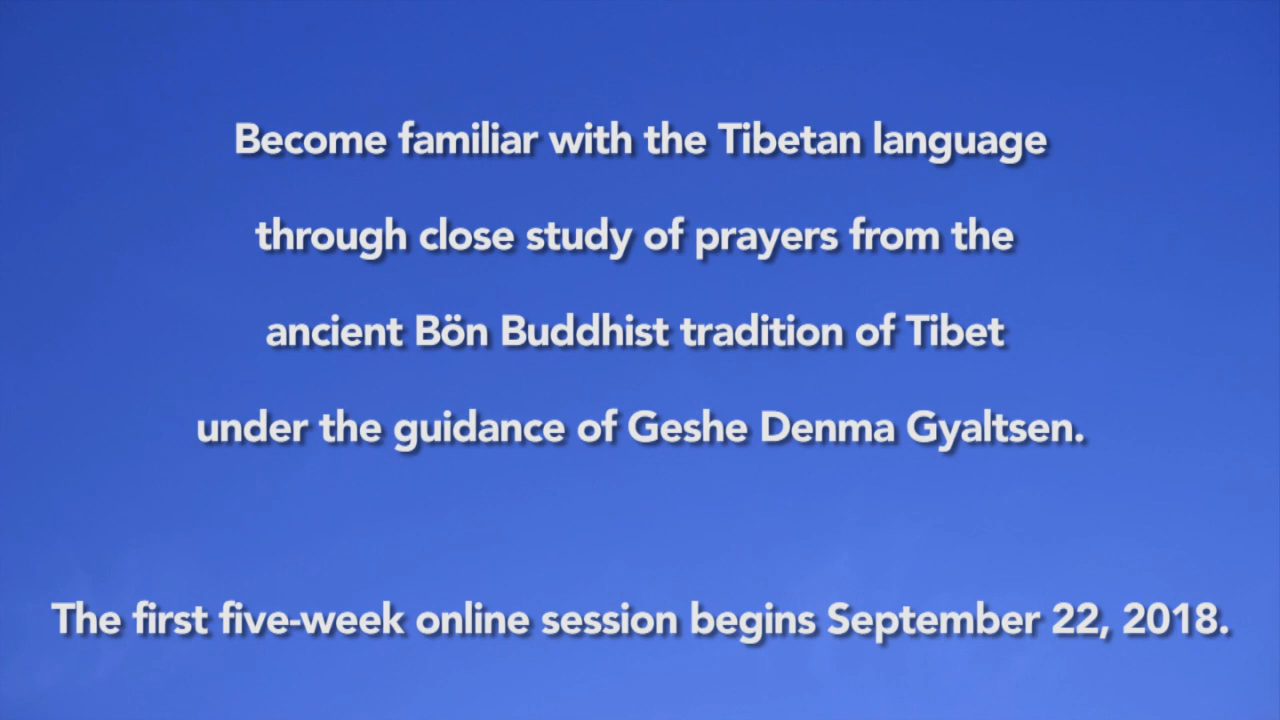 Become familiar with the Tibetan language
through close study of prayers from the
ancient Bön Buddhist tradition of Tibet
under the guidance of Geshe Denma Gyaltsen.
The first five-week online session begins September 22, 2018.